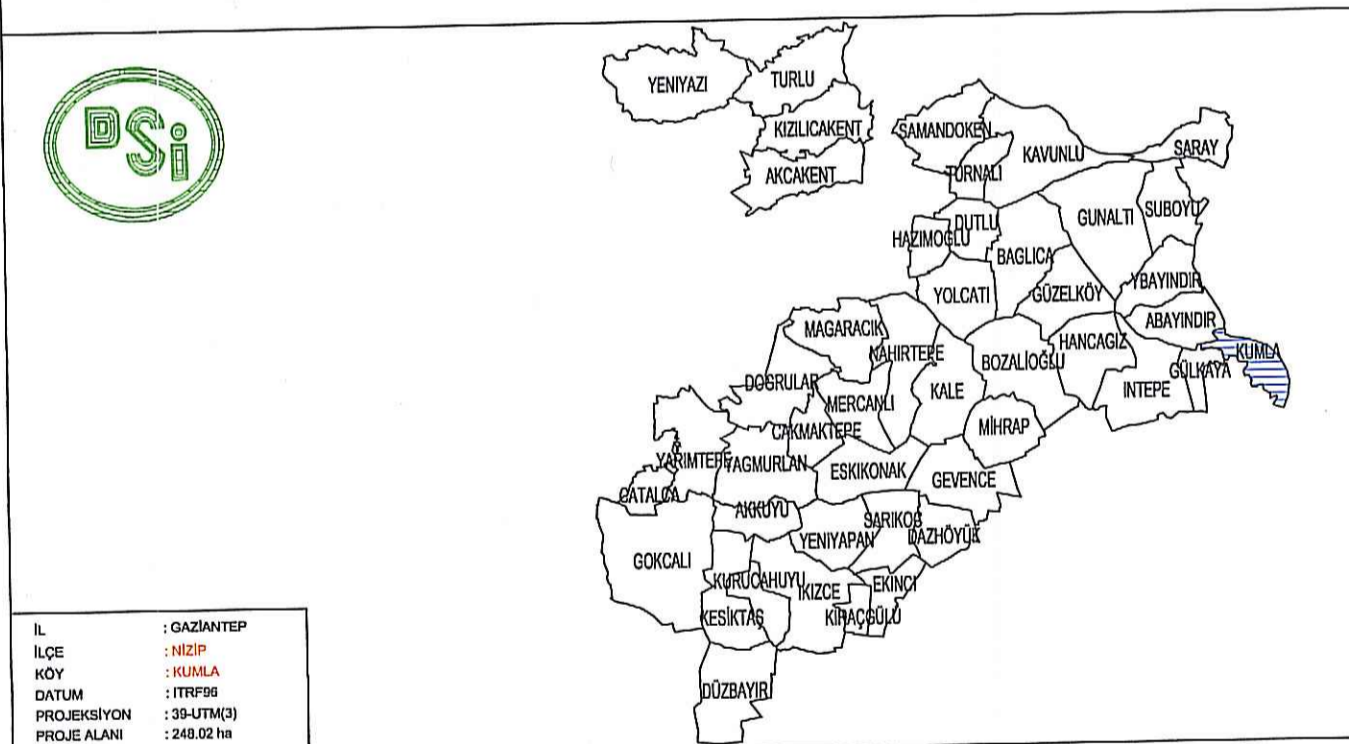 DSİ
YENIYAZI
TURLU
KIZILICAKENT
AKCAKENT
SAMANDOKEN
KAVUNLU
SARAY
TURNALI
HAZIMOGLU
DUTLU
BAGLICA
GUNALTI
SUBOYU
YOLCATI
GÜZELKÖY
YBAYINDIR
ABAYINDIR
MAGARACIK
NAHIRTEPE
BOZALİOĞLU
HANCAGIZ
KUMLA
GÜLKAYA
DOGRULAR
MERCANLI
KALE
INTEPE
CAKMAKTEPE
MİHRAP
YARIMTEPE
YAGMURLAN
ESKIKONAK
GEVENCE
CATALCA
AKKUYU
YENIYAPAN
SARIKOC
DAZHÖYÜK
GOKCALI
KURUCAHUYU
IKIZCE
EKINCI
KESİKTAŞ
KIRAÇGÜLÜ
DÜZBAYIR
İL : GAZİANTEP
İLÇE : NİZİP
KÖY : KUMLA
DATUM : ITRF96
PROJEKSİYON : 39-UTM(3)
PROJE ALANI : 248.02 ha